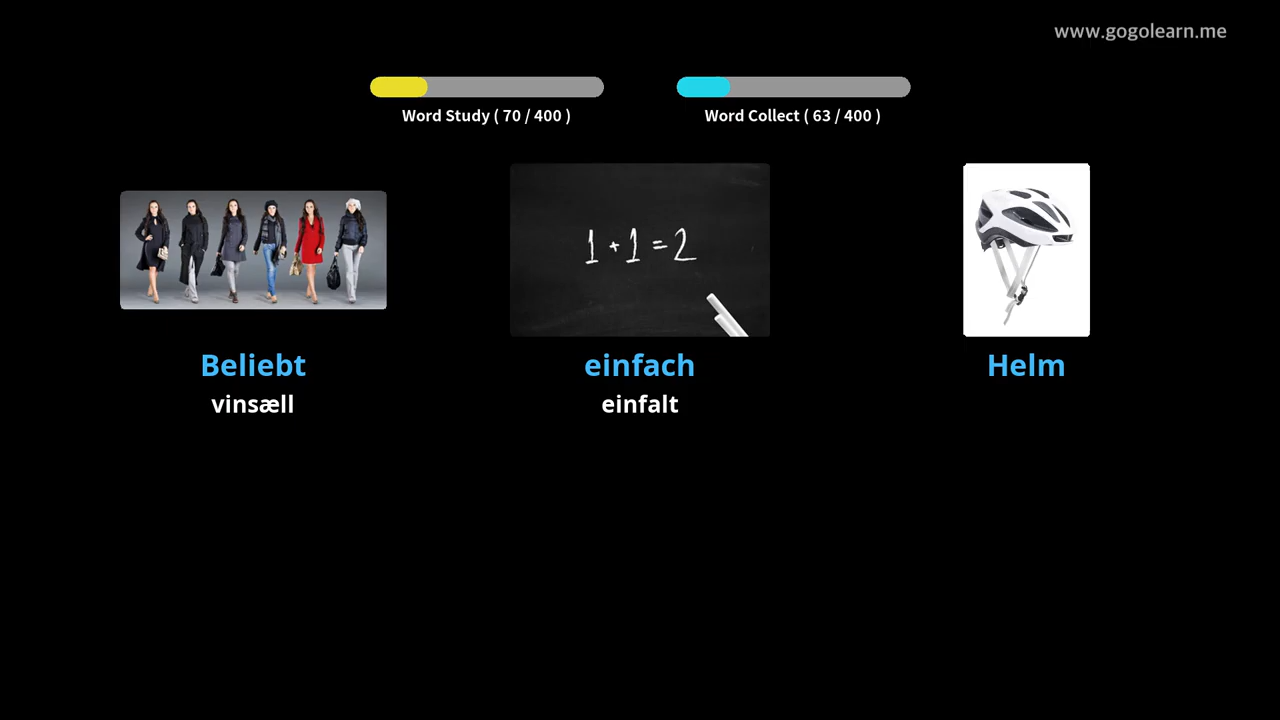 www.gogolearn.me
Word Study ( 70 / 400 )
Word Collect ( 63 / 400 )
1+1=2
Beliebt
einfach
Helm
vinsæll
einfalt